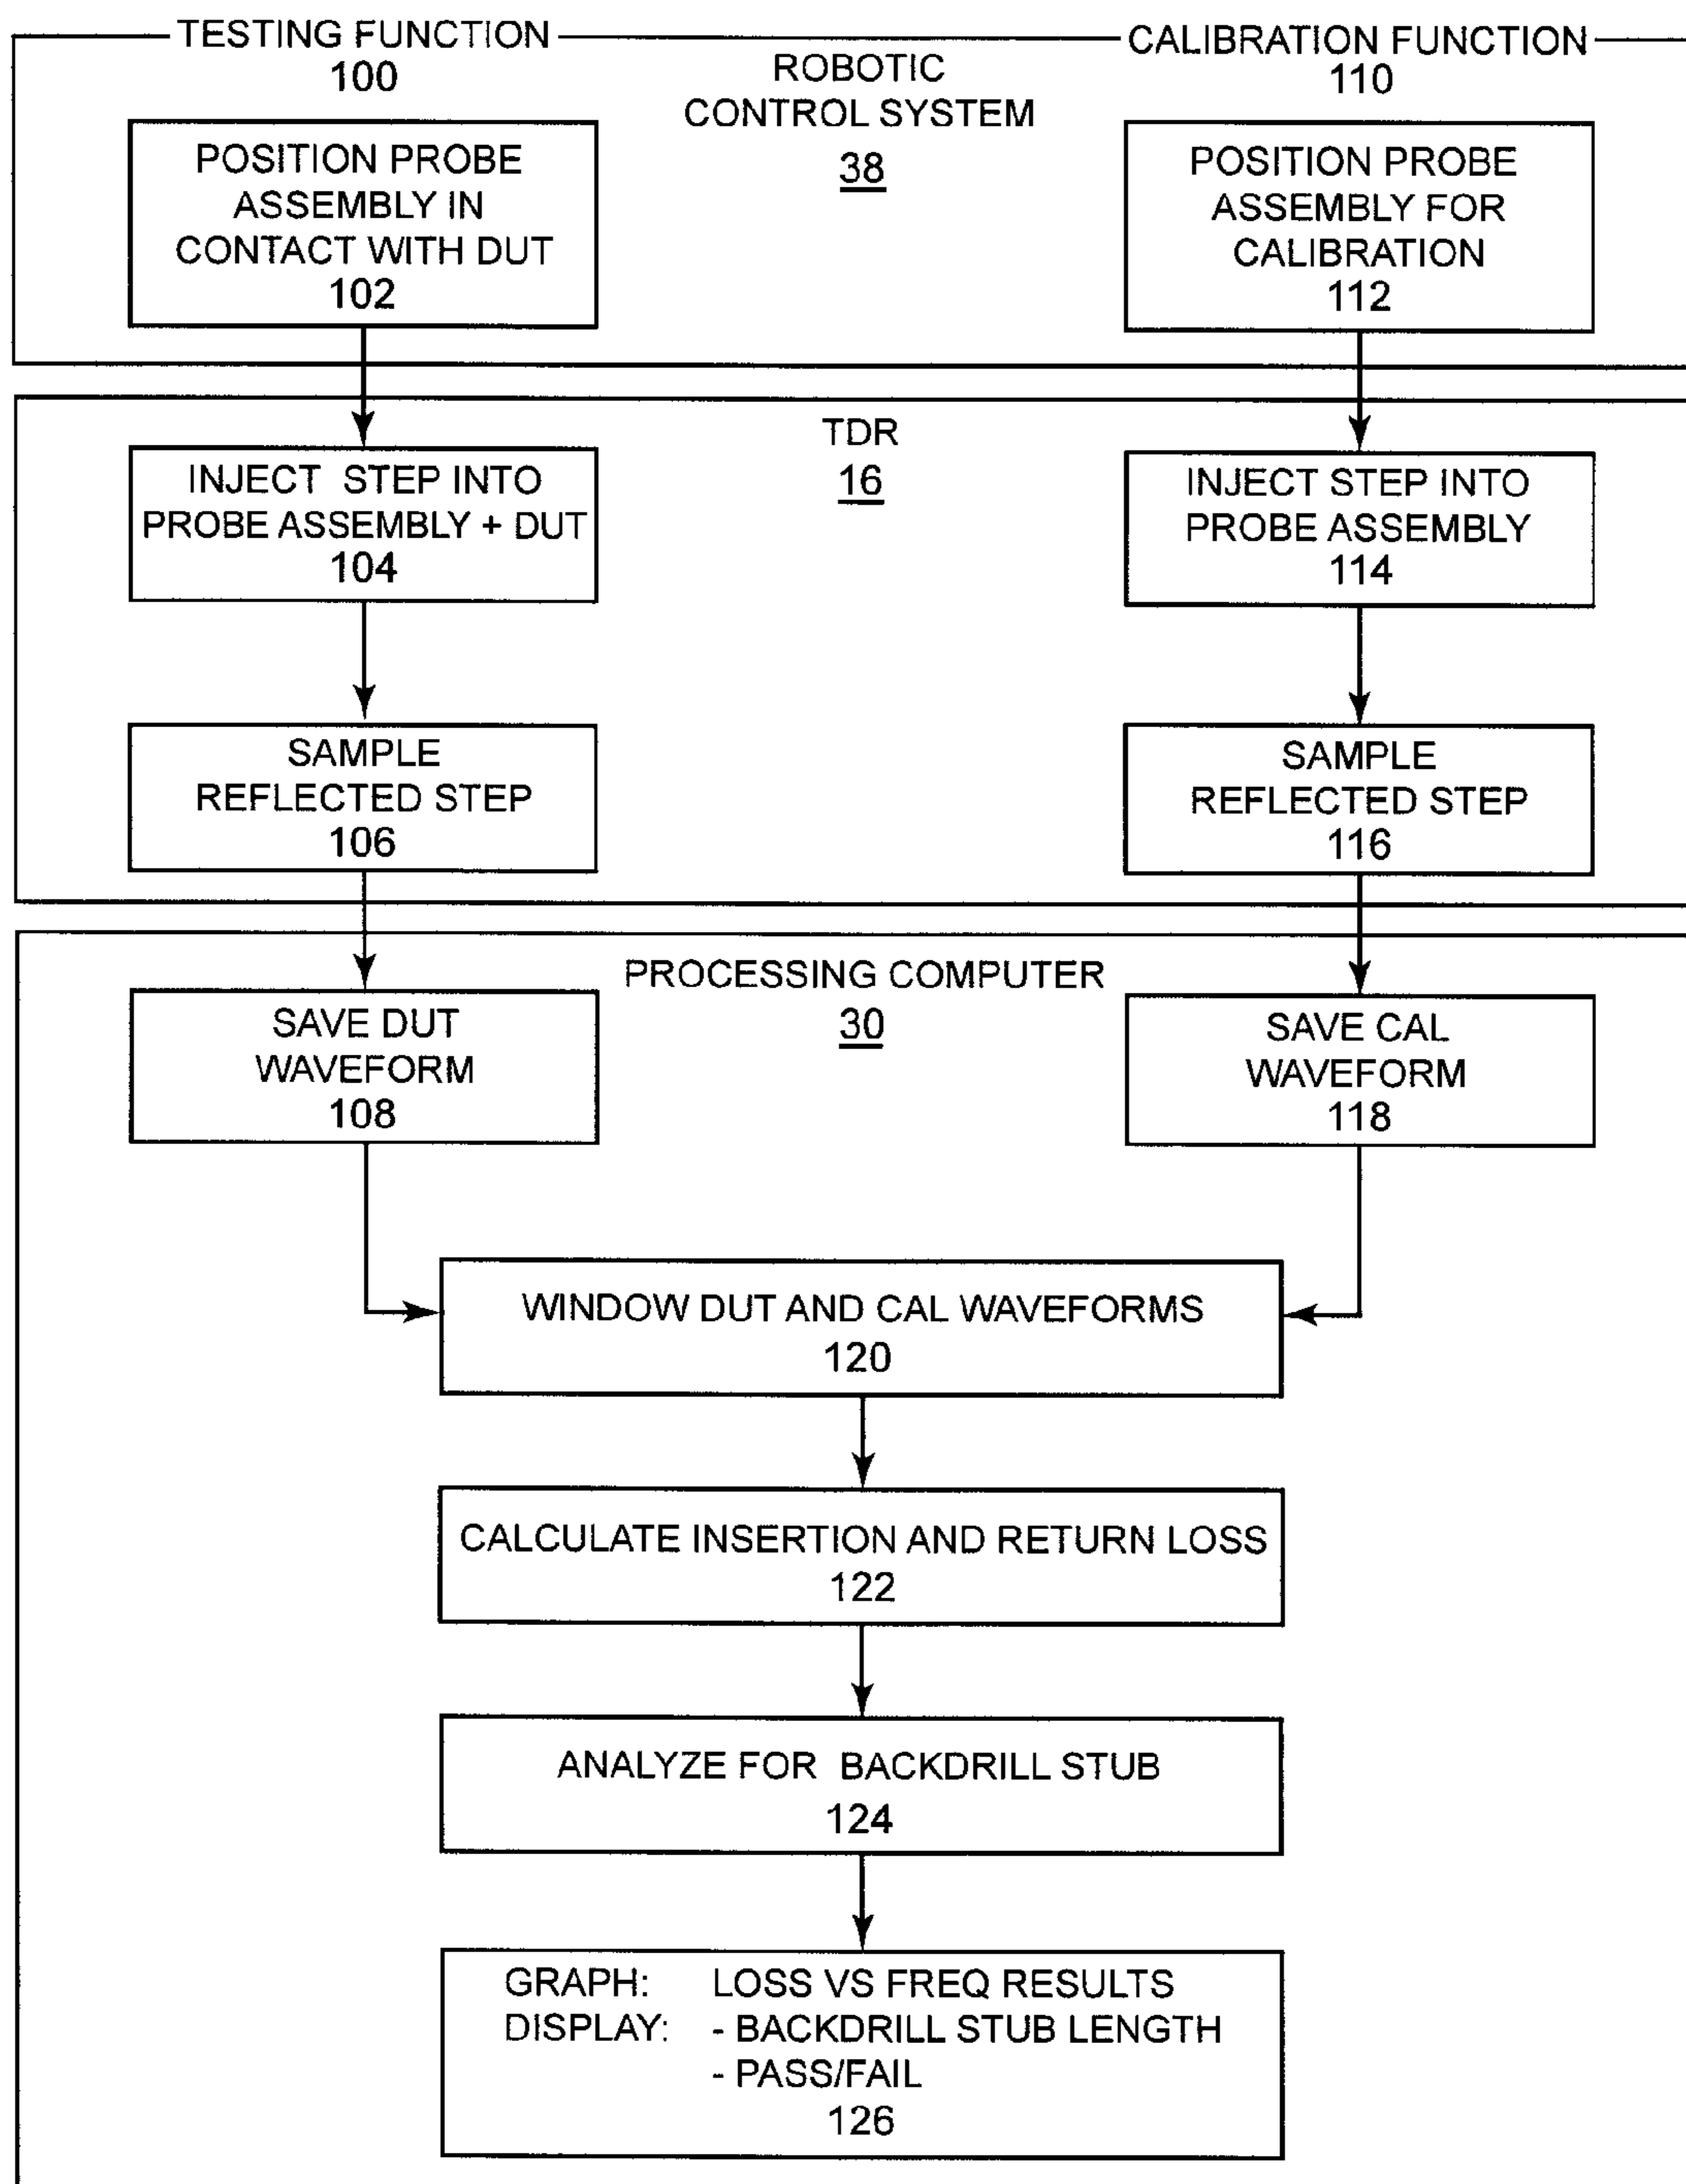 TESTING FUNCTION
100
ROBOTIC
CONTROL SYSTEM
38
CALIBRATION FUNCTION
110
POSITION PROBE
ASSEMBLY IN
CONTACT WITH DUT
102
POSITION PROBE
ASSEMBLY FOR
CALIBRATION
112
TDR
16
INJECT STEP INTO
PROBE ASSEMBLY + DUT
104
INJECT STEP INTO
PROBE ASSEMBLY
114
SAMPLE
REFLECTED STEP
106
SAMPLE
REFLECTED STEP
116
PROCESSING COMPUTER
30
SAVE DUT
WAVEFORM
108
SAVE CAL
WAVEFORM
118
WINDOW DUT AND CAL WAVEFORMS
120
CALCULATE INSERTION AND RETURN LOSS
122
ANALYZE FOR BACKDRILL STUB
124
GRAPH: LOSS VS FREQ RESULTS
DISPLAY: - BACKDRILL STUB LENGTH
- PASS/FAIL
126